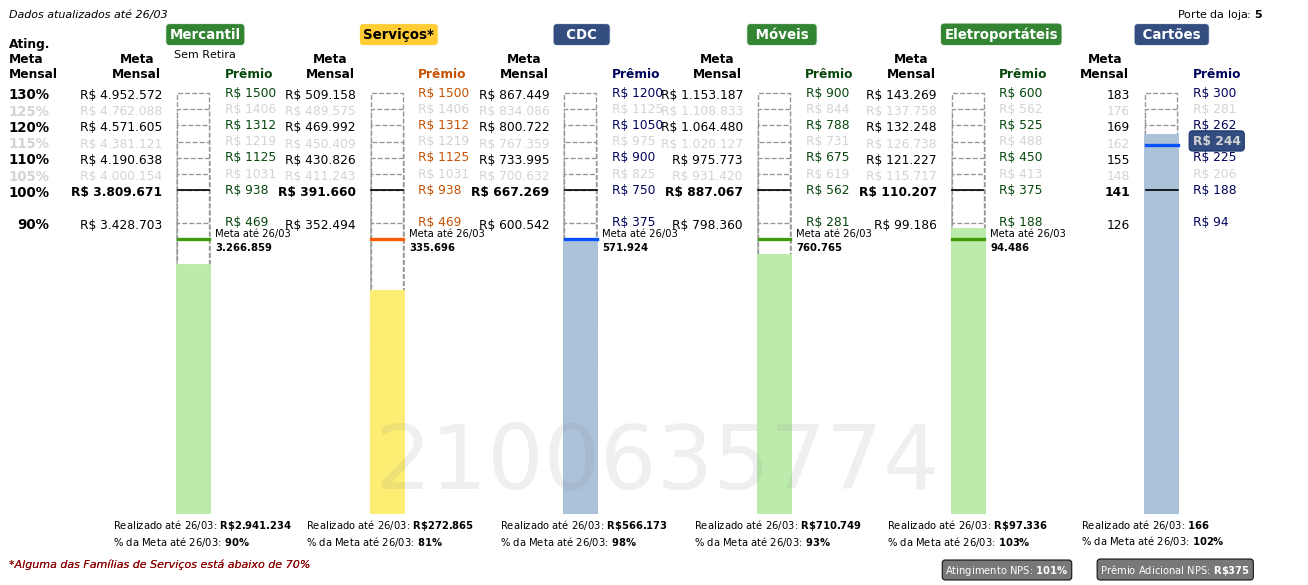 Dados atualizados até 26/03 Porte da loja: 5
Mercantil Serviços* CDC Móveis Eletroportáteis Cartões
Ating. Meta Mensal
Sem Retira
Meta Mensal Prêmio Meta Mensal Prêmio Meta Mensal Prêmio Meta Mensal Prêmio Meta Mensal Prêmio Meta Mensal Prêmio
130% R$ 4.952.572 R$ 1500 R$ 509.158 R$ 1500 R$ 867.449 R$ 1200 R$ 1.153.187 R$ 900 R$ 143.269 R$ 600 183 R$ 300
125% R$ 4.762.088 R$ 1406 R$ 489.575 R$ 1406 R$ 834.086 R$ 1125 R$ 1.108.833 R$ 844 R$ 137.758 R$ 562 176 R$ 281
120% R$ 4.571.605 R$ 1312 R$ 469.992 R$ 1312 R$ 800.722 R$ 1050 R$ 1.064.480 R$ 788 R$ 132.248 R$ 525 169 R$ 262
115% R$ 4.381.121 R$ 1219 R$ 450.409 R$ 1219 R$ 767.359 R$ 975 R$ 1.020.127 R$ 731 R$ 126.738 R$ 488 162 R$ 244
110% R$ 4.190.638 R$ 1125 R$ 430.826 R$ 1125 R$ 733.995 R$ 900 R$ 975.773 R$ 675 R$ 121.227 R$ 450 155 R$ 225
105% R$ 4.000.154 R$ 1031 R$ 411.243 R$ 1031 R$ 700.632 R$ 825 R$ 931.420 R$ 619 R$ 115.717 R$ 413 148 R$ 206
100% R$ 3.809.671 R$ 938 R$ 391.660 R$ 938 R$ 667.269 R$ 750 R$ 887.067 R$ 562 R$ 110.207 R$ 375 141 R$ 188
90% R$ 3.428.703 R$ 469 R$ 352.494 R$ 469 R$ 600.542 R$ 375 R$ 798.360 R$ 281 R$ 99.186 R$ 188 126 R$ 94
Meta até 26/03 Meta até 26/03 Meta até 26/03 Meta até 26/03 Meta até 26/03
3.266.859 335.696 571.924 760.765 94.486
2100635774
Realizado até 26/03: R$2.941.234 Realizado até 26/03: R$272.865 Realizado até 26/03: R$566.173 Realizado até 26/03: R$710.749 Realizado até 26/03: R$97.336 Realizado até 26/03: 166
% da Meta até 26/03: 90% % da Meta até 26/03: 81% % da Meta até 26/03: 98% % da Meta até 26/03: 93% % da Meta até 26/03: 103% % da Meta até 26/03: 102%
*Alguma das Famílias de Serviços está abaixo de 70% Atingimento NPS: 101% Prêmio Adicional NPS: R$375